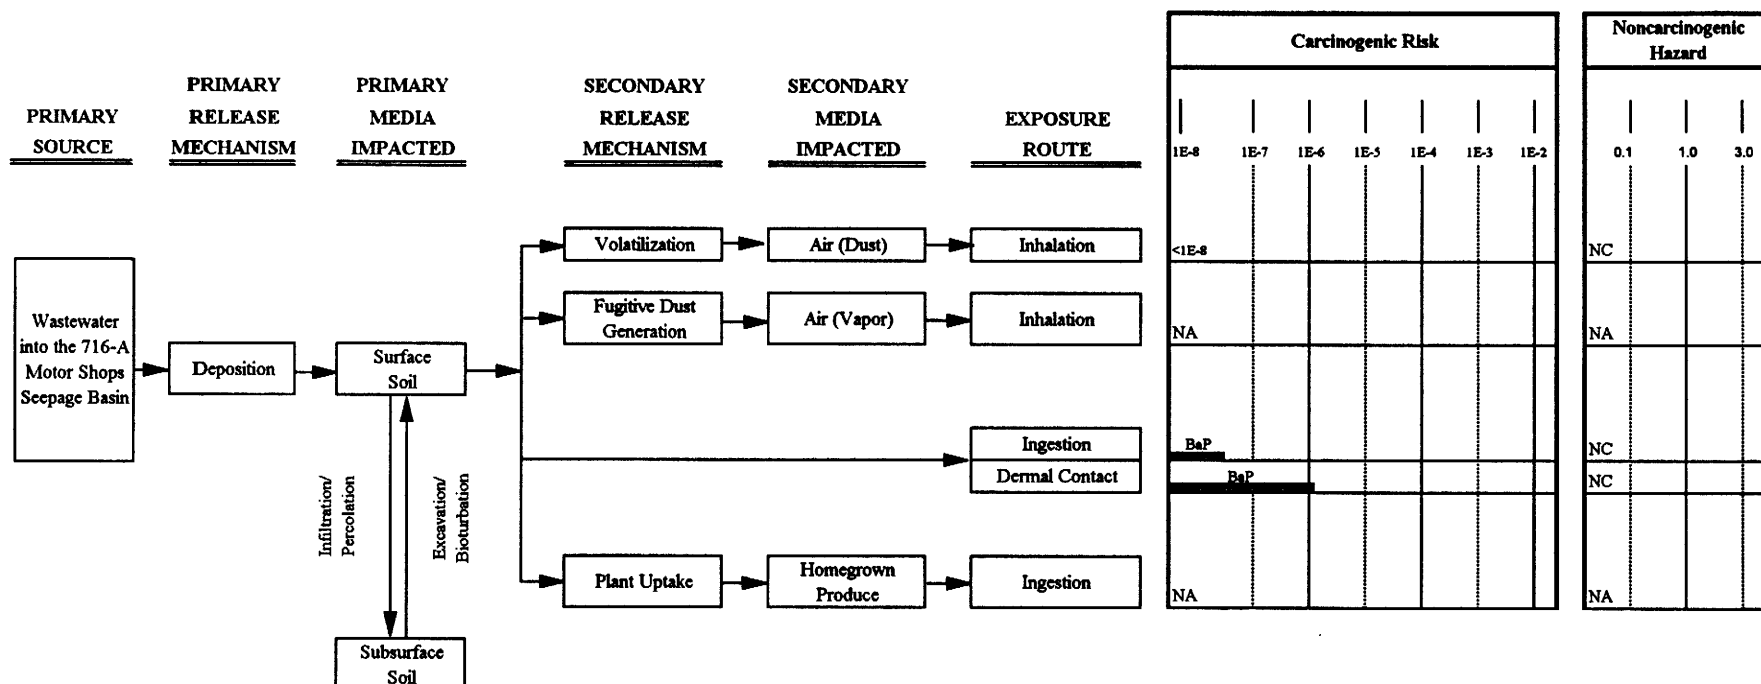 PRIMARY
SOURCE
PRIMARY
RELEASE
MECHANISM
PRIMARY
MEDIA
IMPACTED
SECONDARY
RELEASE
MECHANISM
SECONDARY
MEDIA
IMPACTED
EXPOSURE
ROUTE
Carcinogenic Risk
1E-8 1E-7 1E-6 1E-5 1E-4 1E-3 1E-2
Noncarcinogenic
Hazard
0.1 1.0 3.0
Wastewater
into the 716-A
Motor Shops
Seepage Basin
Deposition
Surface
Soil
Infiltration/
Percolation
Excavation/
Bioturbation
Subsurface
Soil
Volatilization
Air (Dust)
Inhalation
<1E-8
NC
Fugitive Dust
Generation
Air (Vapor)
Inhalation
NA
NA
Ingestion
BaP
NC
Dermal Contact
BaP
NC
Plant Uptake
Homegrown
Produce
Ingestion
NA
NA